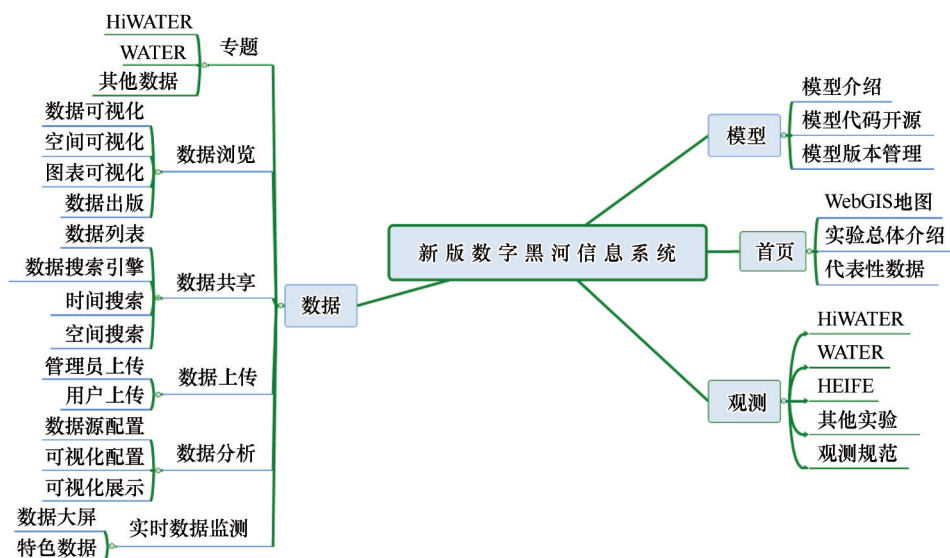 新版数字黑河信息系统
模型
模型介绍
模型代码开源
模型版本管理
首页
WebGIS地图
实验总体介绍
代表性数据
观测
HiWATER
WATER
HEIFE
其他实验
观测规范
数据
专题
HiWATER
WATER
其他数据
数据浏览
数据可视化
空间可视化
图表可视化
数据出版
数据共享
数据列表
数据搜索引擎
时间搜索
空间搜索
数据上传
管理员上传
用户上传
数据分析
数据源配置
可视化配置
可视化展示
实时数据监测
数据大屏
特色数据